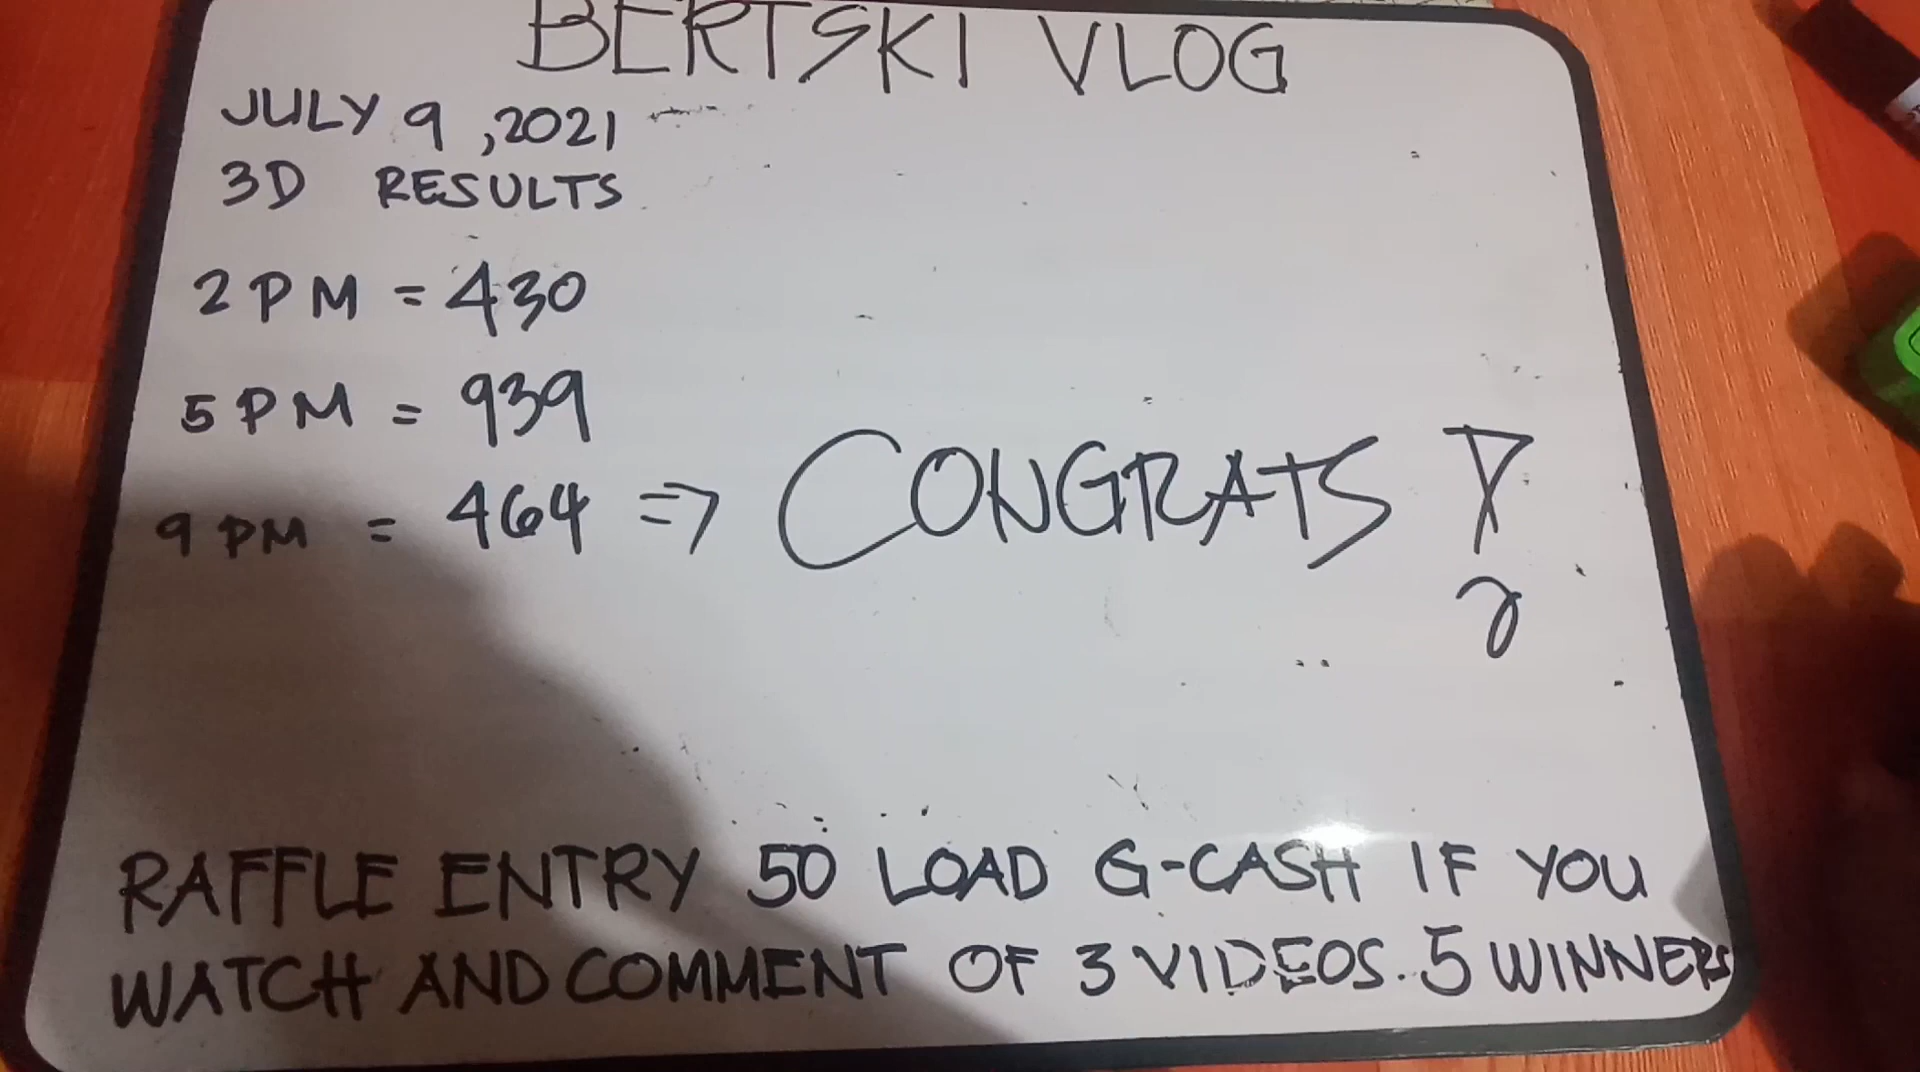 BERTSKI VLOG
JULY 9, 2021
3D RESULTS
2 PM = 430
5 PM = 939
9 PM = 464 => CONGRATS !
RAFFLE ENTRY 50 LOAD G-CASH IF YOU
WATCH AND COMMENT OF 3 VIDEOS. 5 WINNERS